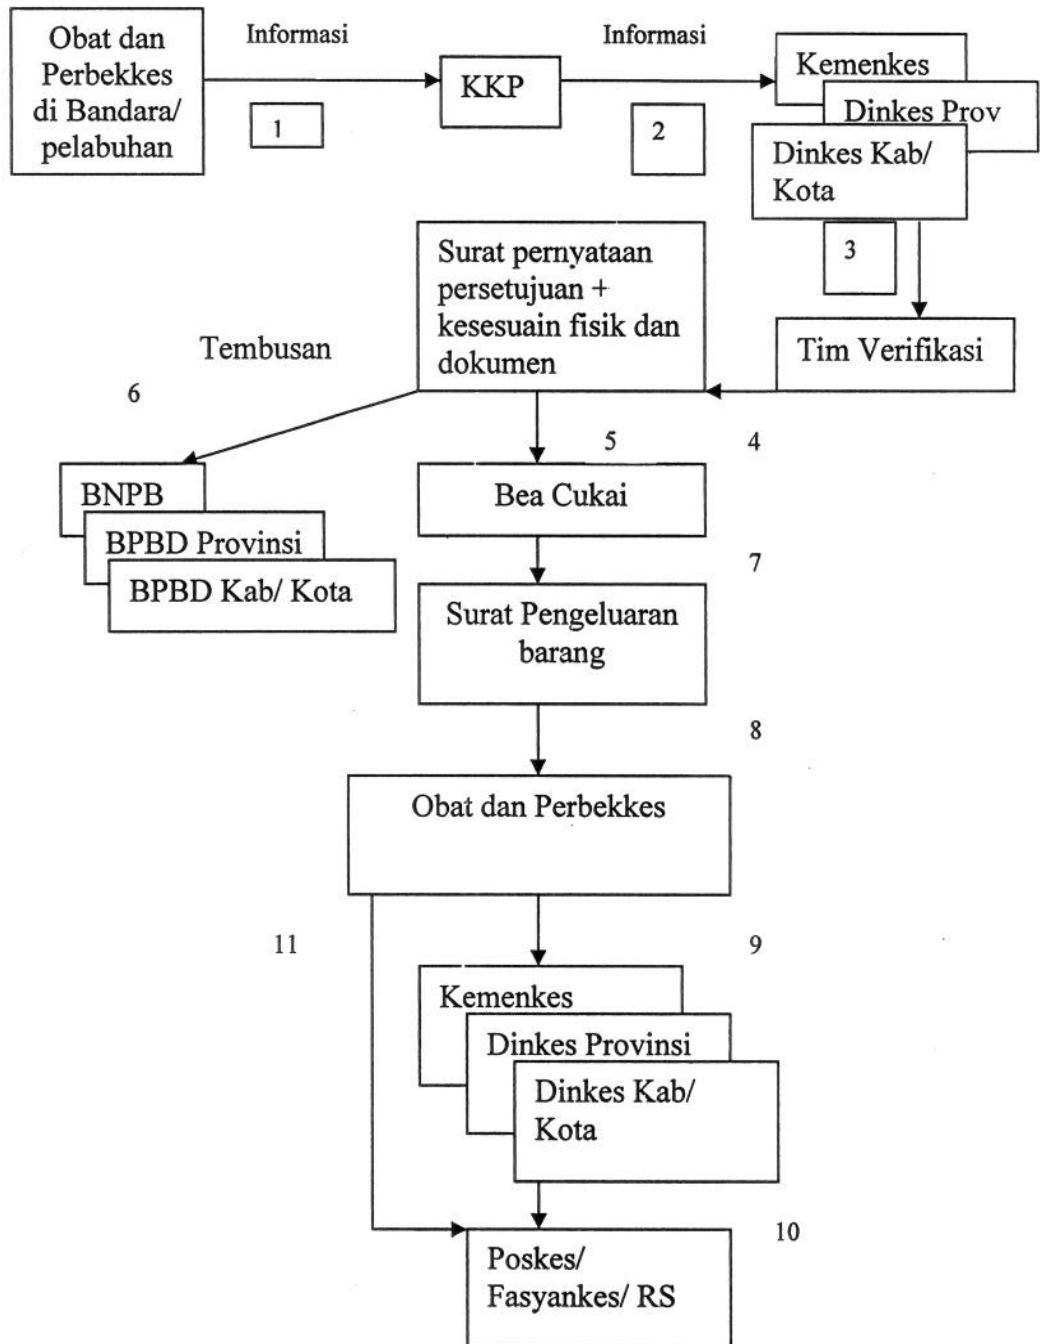 Obat dan
Perbekkes
di Bandara/
pelabuhan
Informasi
1
KKP
Informasi
2
Kemenkes
Dinkes Prov
Dinkes Kab/
Kota
3
Surat pernyataan
persetujuan +
kesesuain fisik dan
dokumen
Tim Verifikasi
Tembusan
6
5
4
BNPB
BPBD Provinsi
BPBD Kab/ Kota
Bea Cukai
7
Surat Pengeluaran
barang
8
Obat dan Perbekkes
11
9
Kemenkes
Dinkes Provinsi
Dinkes Kab/
Kota
10
Poskes/
Fasyankes/ RS